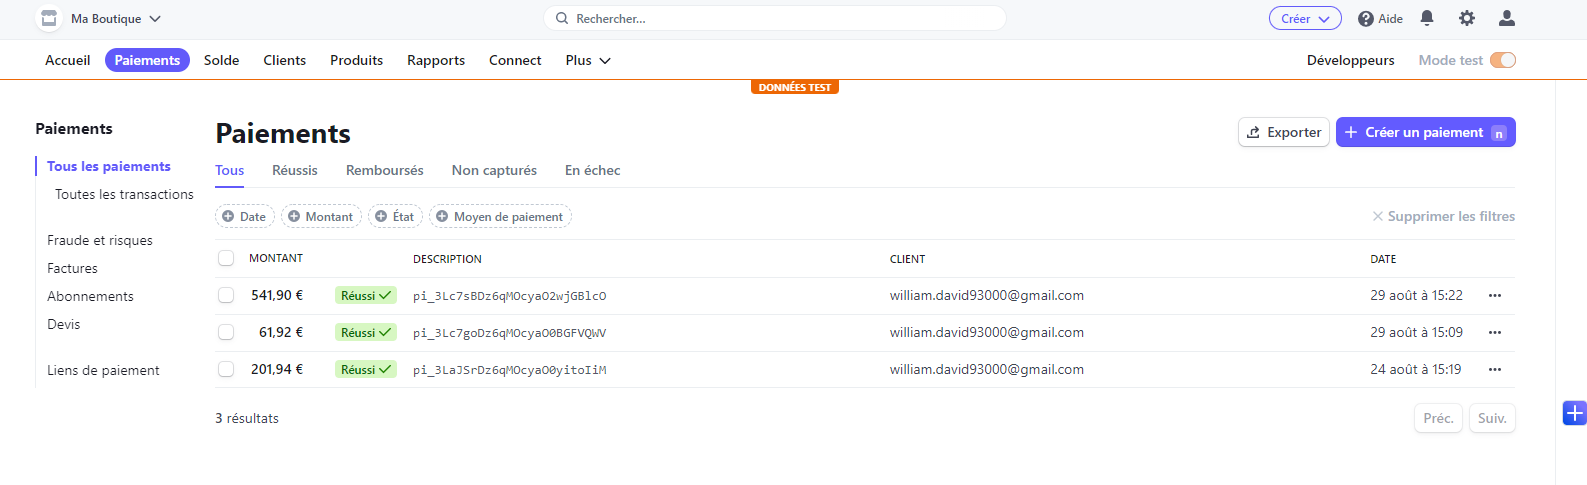 Ma Boutique
Rechercher...
Créer
Aide
Accueil Paiements Solde Clients Produits Rapports Connect Plus
Développeurs Mode test
DONNÉES TEST
Paiements
Tous les paiements
Toutes les transactions
Fraude et risques
Factures
Abonnements
Devis
Liens de paiement
Paiements
Exporter
Créer un paiement n
Tous Réussis Remboursés Non capturés En échec
Date Montant État Moyen de paiement
Supprimer les filtres
MONTANT DESCRIPTION CLIENT DATE
541,90 € Réussi pi_3Lc7sBDz6qMOcyaO2wjGBlcO william.david93000@gmail.com 29 août à 15:22
61,92 € Réussi pi_3Lc7goDz6qMOcyaO0BGFVQWV william.david93000@gmail.com 29 août à 15:09
201,94 € Réussi pi_3LaJSrDz6qMOcyaO0yitoIiM william.david93000@gmail.com 24 août à 15:19
3 résultats
Préc. Suiv.